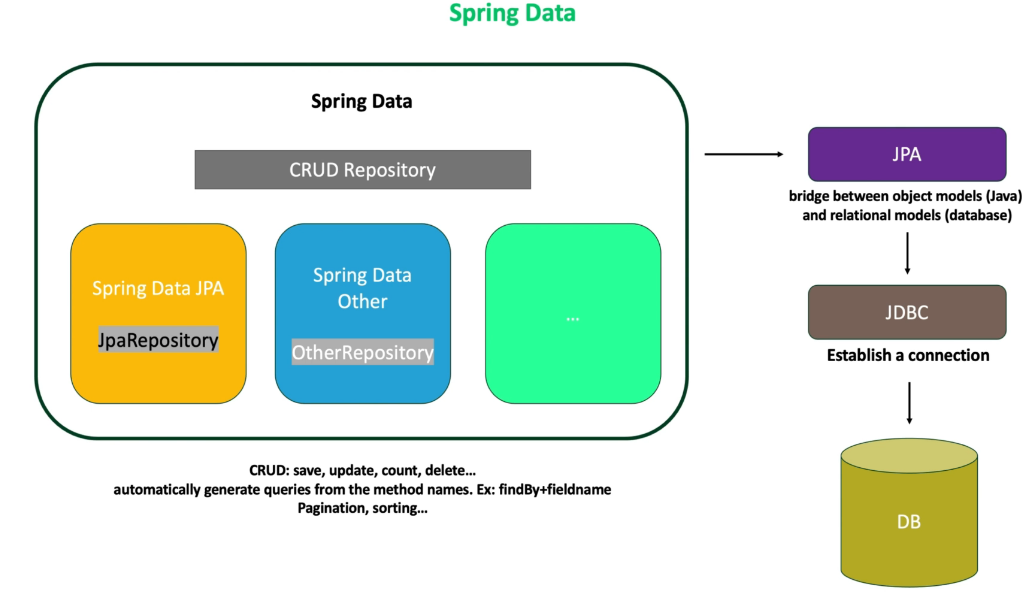 Spring Data
Spring Data
CRUD Repository
Spring Data JPA
JpaRepository
Spring Data
Other
OtherRepository
...
CRUD: save, update, count, delete...
automatically generate queries from the method names. Ex: findBy+fieldname
Pagination, sorting...
JPA
bridge between object models (Java)
and relational models (database)
JDBC
Establish a connection
DB